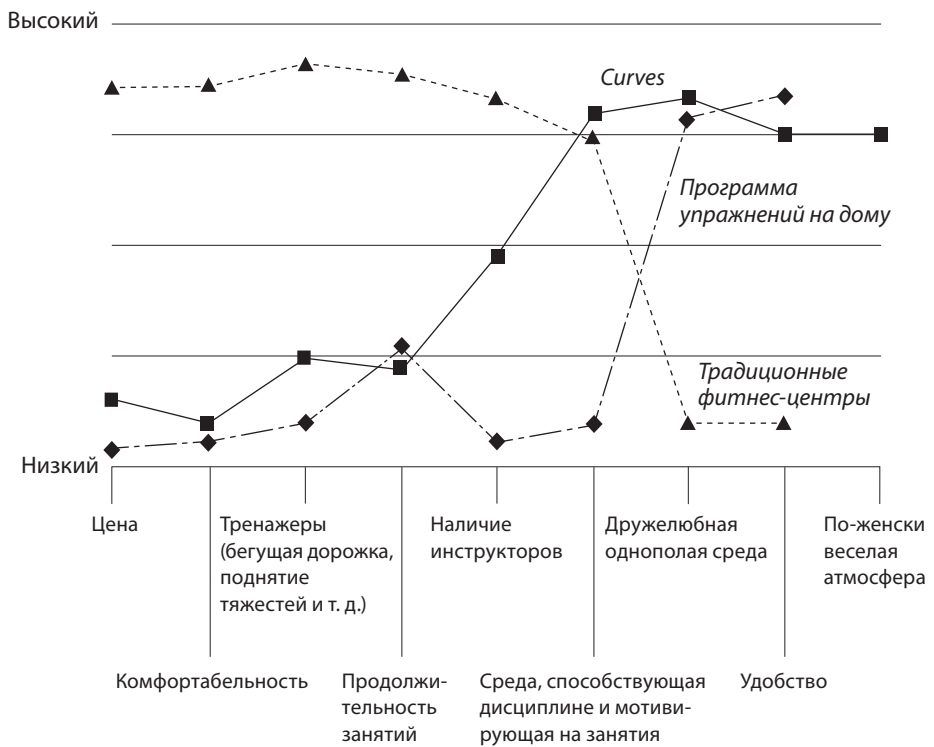 Высокий
Curves
Программа
упражнений на дому
Традиционные
фитнес-центры
Низкий
Цена
Тренажеры
(бегущая дорожка,
поднятие
тяжестей и т. д.)
Наличие
инструкторов
Дружелюбная
однополая среда
По-женски
веселая
атмосфера
Комфортабельность
Продолжи-
тельность
занятий
Среда, способствующая
дисциплине и мотиви-
рующая на занятия
Удобство